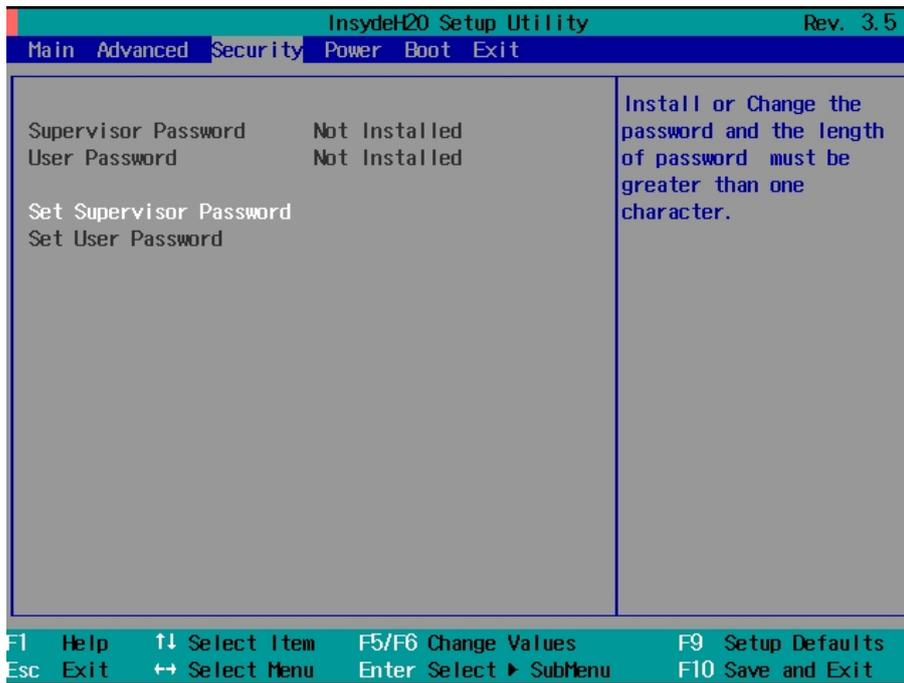 InsydeH2O Setup Utility Rev. 3.5
Main Advanced Security Power Boot Exit
Supervisor Password Not Installed
User Password Not Installed
Set Supervisor Password
Set User Password
Install or Change the
password and the length
of password must be
greater than one
character.
F1 Help ↑↓ Select Item F5/F6 Change Values F9 Setup Defaults
Esc Exit ↔ Select Menu Enter Select ▶ SubMenu F10 Save and Exit